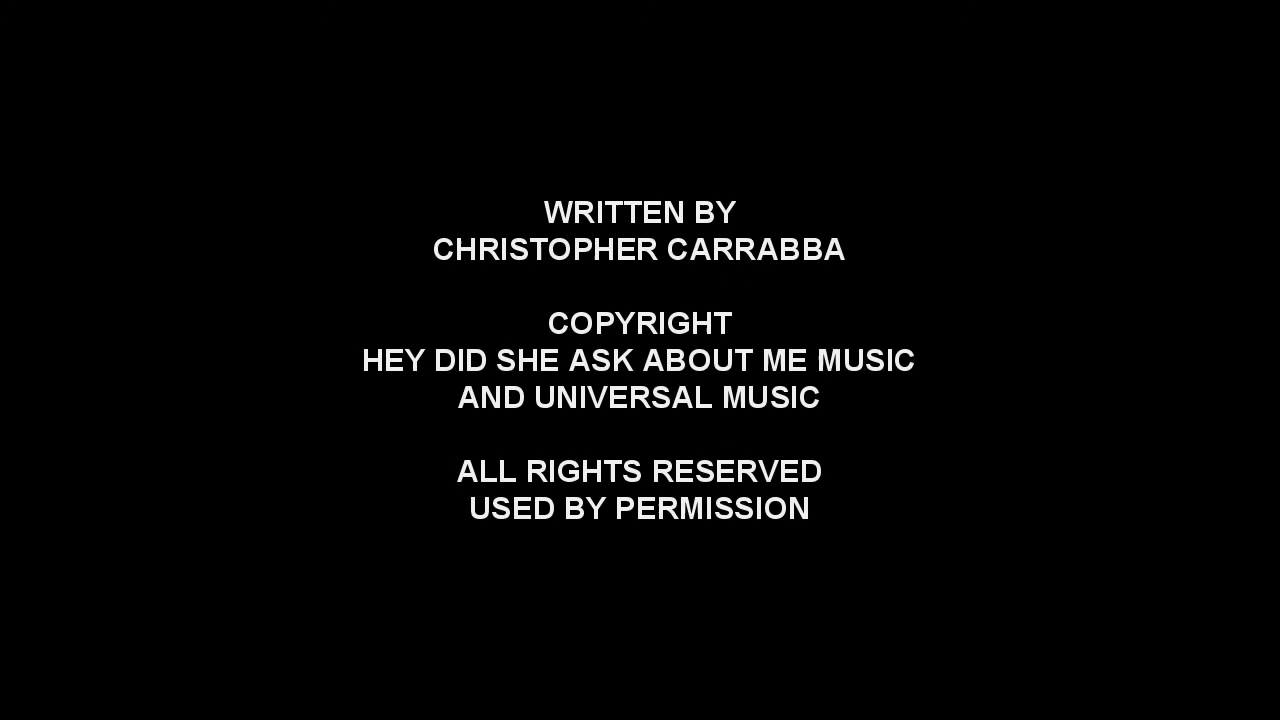 WRITTEN BY
CHRISTOPHER CARRABBA
COPYRIGHT
HEY DID SHE ASK ABOUT ME MUSIC
AND UNIVERSAL MUSIC
ALL RIGHTS RESERVED
USED BY PERMISSION